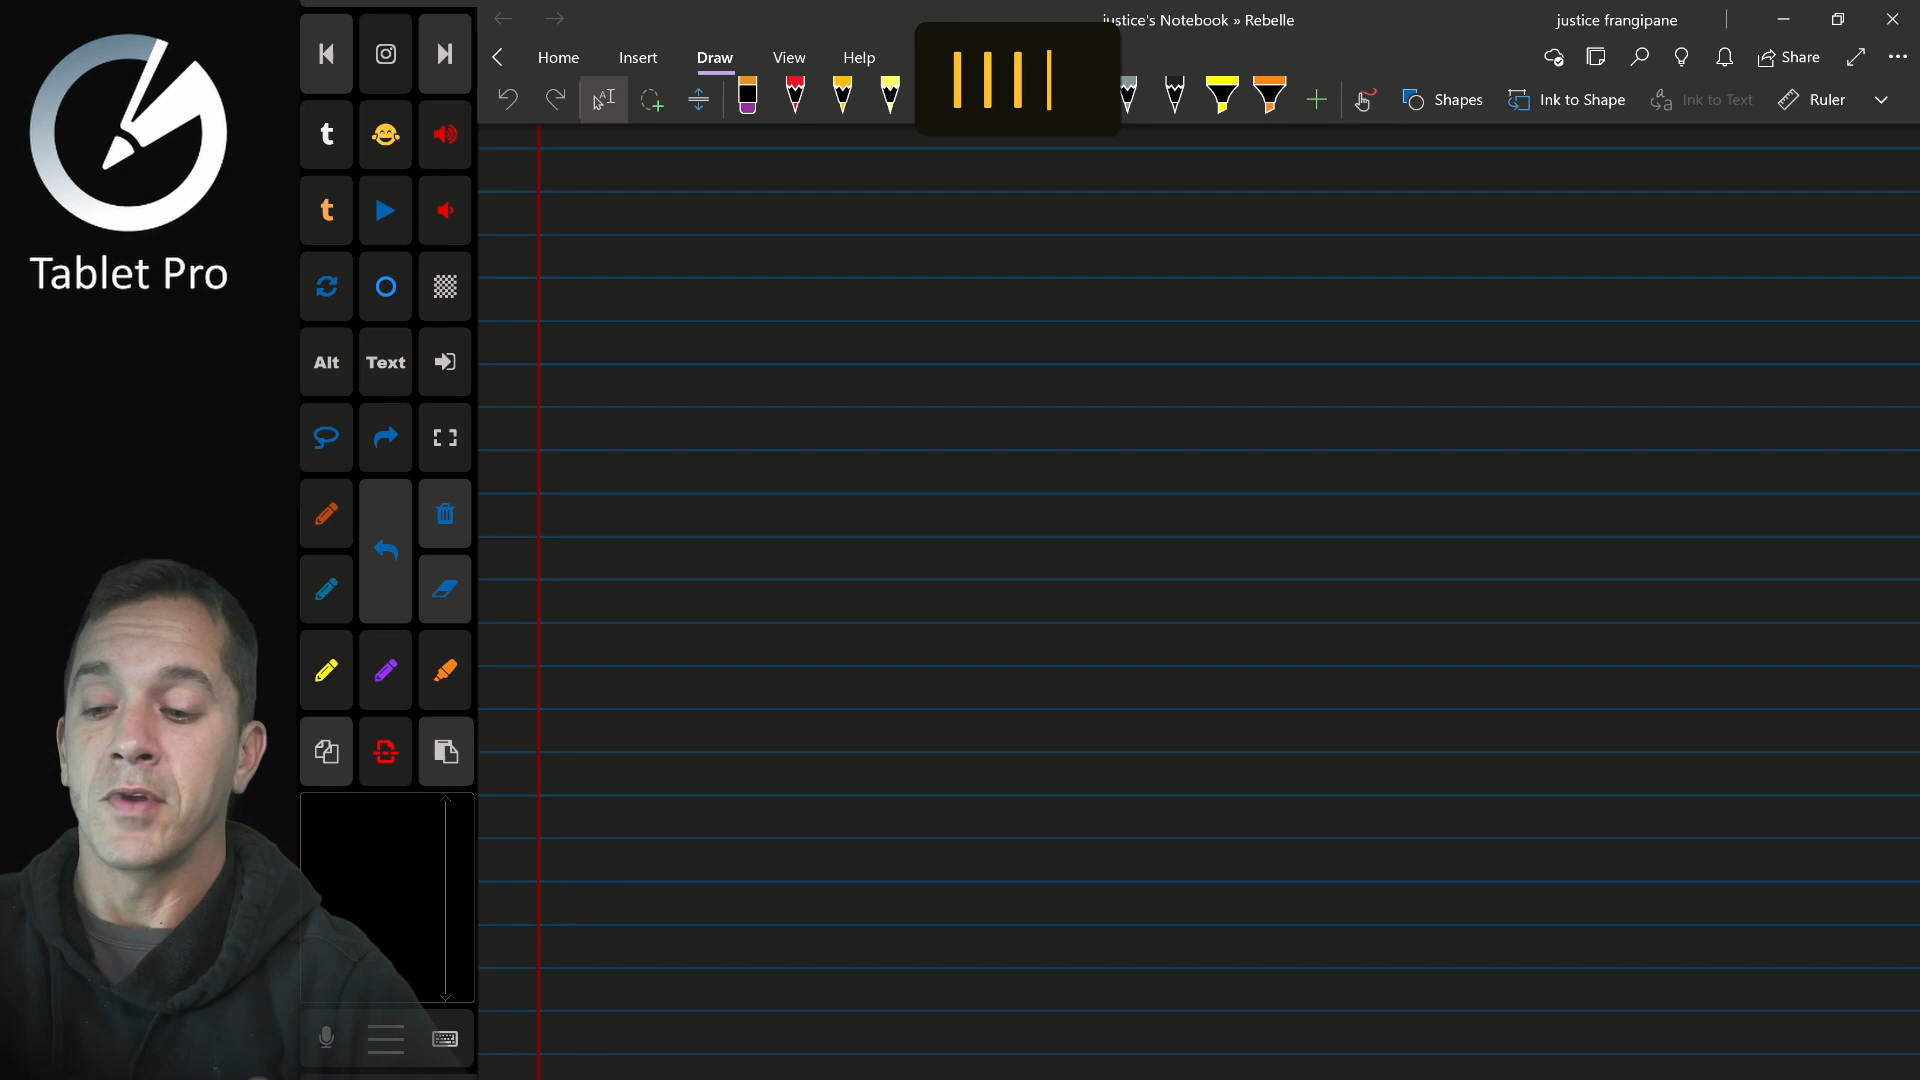 justice's Notebook » Rebelle
justice frangipane
Home
Insert
Draw
View
Help
Share
Shapes
Ink to Shape
Ink to Text
Ruler
Tablet Pro
t
t
Alt
Text